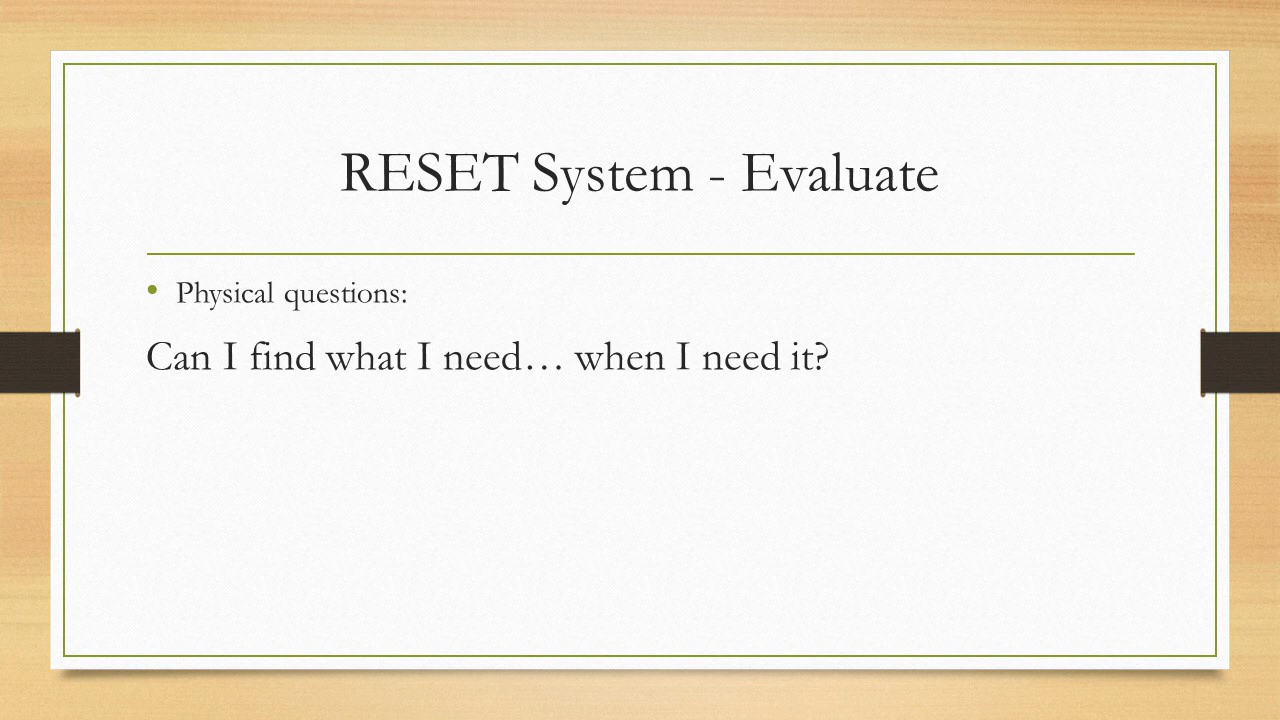 RESET System - Evaluate
• Physical questions:
Can I find what I need… when I need it?